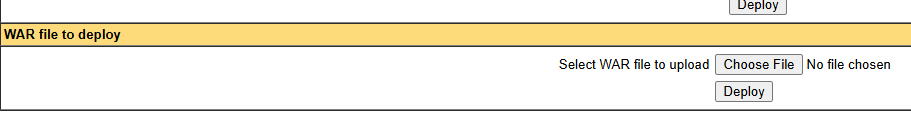 Deploy
WAR file to deploy
Select WAR file to upload Choose File No file chosen
Deploy